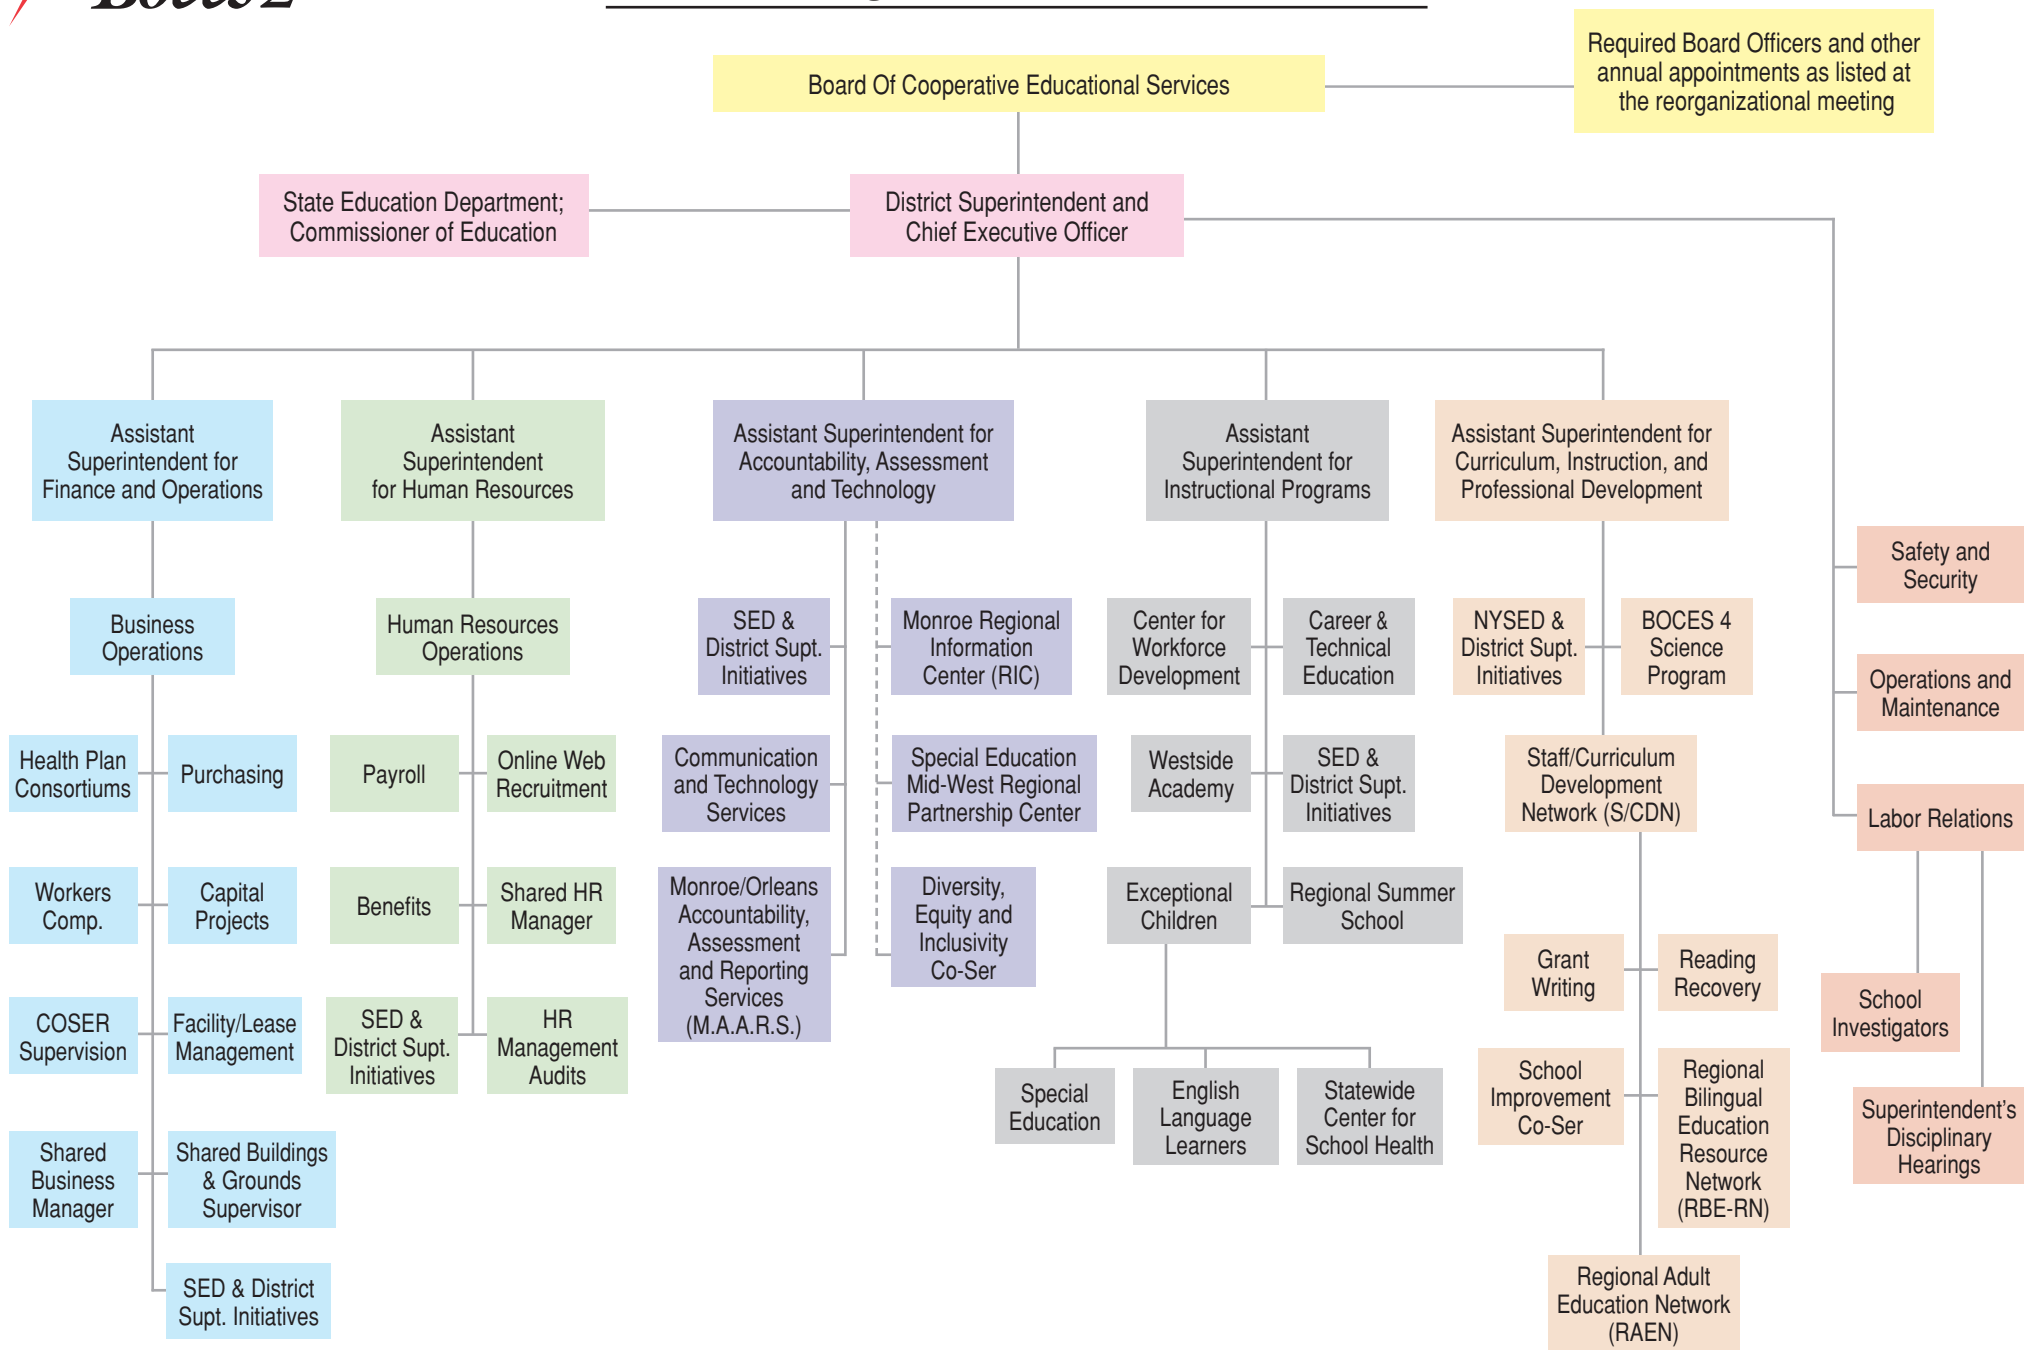 Board Of Cooperative Educational Services
Required Board Officers and other
annual appointments as listed at
the reorganizational meeting
State Education Department;
Commissioner of Education
District Superintendent and
Chief Executive Officer
Assistant
Superintendent for
Finance and Operations
Assistant
Superintendent
for Human Resources
Assistant Superintendent for
Accountability, Assessment
and Technology
Assistant
Superintendent for
Instructional Programs
Assistant Superintendent for
Curriculum, Instruction, and
Professional Development
Safety and
Security
Operations and
Maintenance
Labor Relations
School
Investigators
Superintendent's
Disciplinary
Hearings
Business
Operations
Health Plan
Consortiums
Purchasing
Workers
Comp.
Capital
Projects
COSER
Supervision
Facility/Lease
Management
Shared
Business
Manager
Shared Buildings
& Grounds
Supervisor
SED & District
Supt. Initiatives
Human Resources
Operations
Payroll
Online Web
Recruitment
Benefits
Shared HR
Manager
SED &
District Supt.
Initiatives
HR
Management
Audits
SED &
District Supt.
Initiatives
Monroe Regional
Information
Center (RIC)
Communication
and Technology
Services
Special Education
Mid-West Regional
Partnership Center
Monroe/Orleans
Accountability,
Assessment
and Reporting
Services
(M.A.A.R.S.)
Diversity,
Equity and
Inclusivity
Co-Ser
Center for
Workforce
Development
Career &
Technical
Education
Westside
Academy
SED &
District Supt.
Initiatives
Exceptional
Children
Regional Summer
School
Special
Education
English
Language
Learners
Statewide
Center for
School Health
NYSED &
District Supt.
Initiatives
BOCES 4
Science
Program
Staff/Curriculum
Development
Network (S/CDN)
Grant
Writing
Reading
Recovery
School
Improvement
Co-Ser
Regional
Bilingual
Education
Resource
Network
(RBE-RN)
Regional Adult
Education Network
(RAEN)